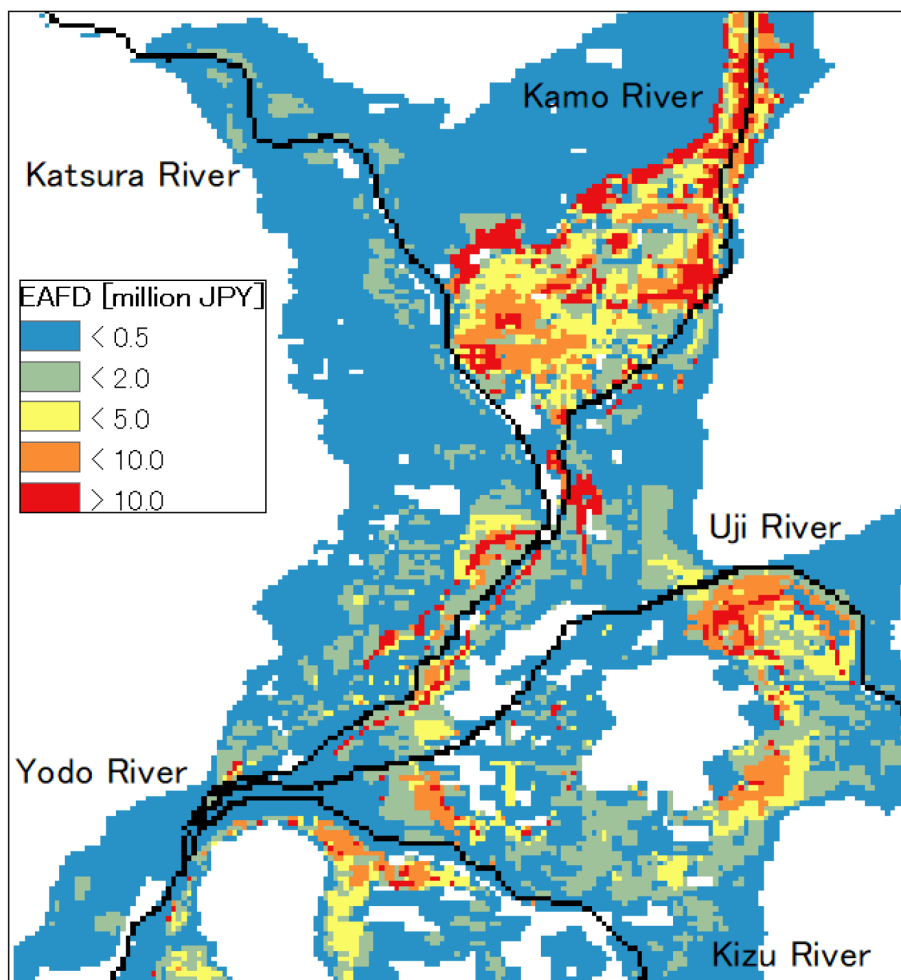 Kamo River
Katsura River
EAFD [million JPY]
< 0.5
< 2.0
< 5.0
< 10.0
> 10.0
Uji River
Yodo River
Kizu River